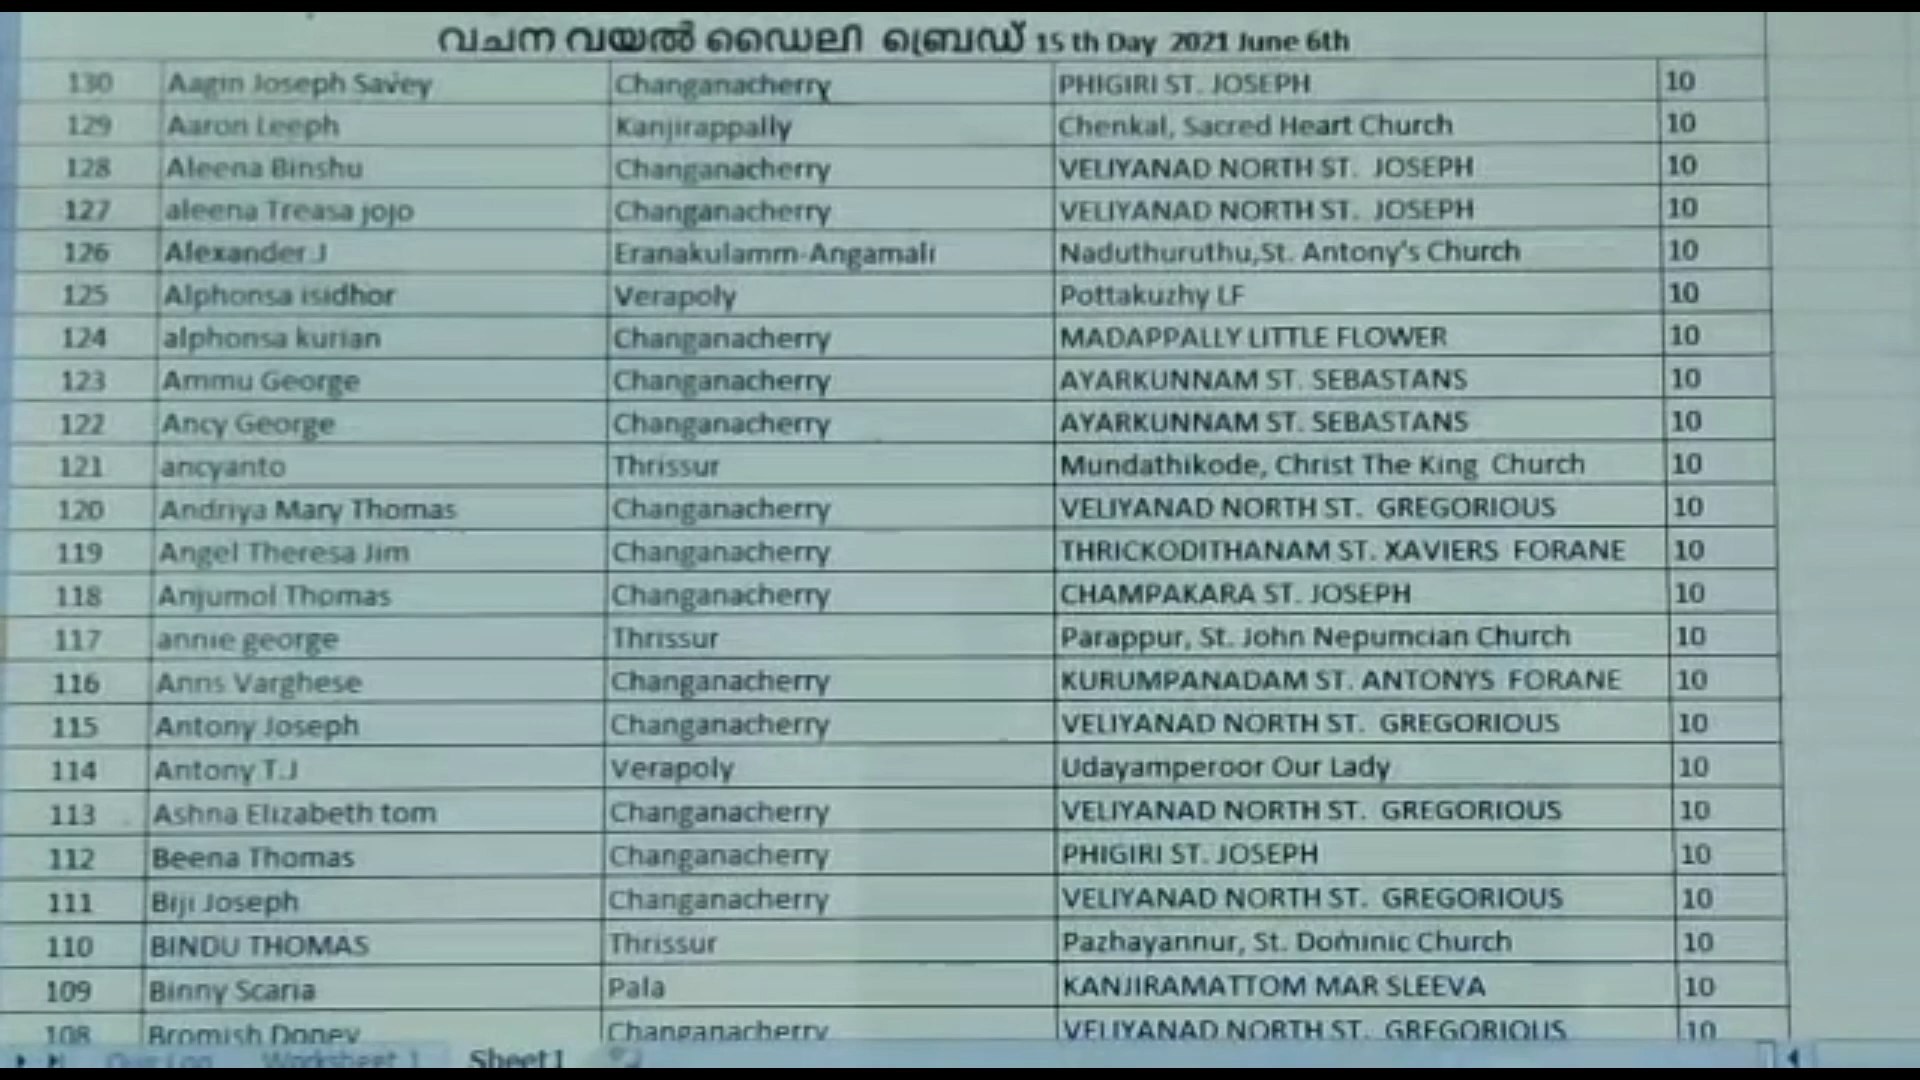 വചന വയൽ ഡൈലി ബ്രെഡ് 15 th Day 2021 June 6th
130 Aagin Joseph Savey Changanacherry PHIGIRI ST. JOSEPH 10
129 Aaron Leeph Kanjirappally Chenkal, Sacred Heart Church 10
128 Aleena Binshu Changanacherry VELIYANAD NORTH ST. JOSEPH 10
127 aleena Treasa jojo Changanacherry VELIYANAD NORTH ST. JOSEPH 10
126 Alexander J Eranakulamm-Angamali Naduthuruthu,St. Antony's Church 10
125 Alphonsa isidhor Verapoly Pottakuzhy LF 10
124 alphonsa kurian Changanacherry MADAPPALLY LITTLE FLOWER 10
123 Ammu George Changanacherry AYARKUNNAM ST. SEBASTANS 10
122 Ancy George Changanacherry AYARKUNNAM ST. SEBASTANS 10
121 ancyanto Thrissur Mundathikode, Christ The King Church 10
120 Andriya Mary Thomas Changanacherry VELIYANAD NORTH ST. GREGORIOUS 10
119 Angel Theresa Jim Changanacherry THRICKODITHANAM ST. XAVIERS FORANE 10
118 Anjumol Thomas Changanacherry CHAMPAKARA ST. JOSEPH 10
117 annie george Thrissur Parappur, St. John Nepumcian Church 10
116 Anns Varghese Changanacherry KURUMPANADAM ST. ANTONYS FORANE 10
115 Antony Joseph Changanacherry VELIYANAD NORTH ST. GREGORIOUS 10
114 Antony T.J Verapoly Udayamperoor Our Lady 10
113 Ashna Elizabeth tom Changanacherry VELIYANAD NORTH ST. GREGORIOUS 10
112 Beena Thomas Changanacherry PHIGIRI ST. JOSEPH 10
111 Biji Joseph Changanacherry VELIYANAD NORTH ST. GREGORIOUS 10
110 BINDU THOMAS Thrissur Pazhayannur, St. Dominic Church 10
109 Binny Scaria Pala KANJIRAMATTOM MAR SLEEVA 10
108 Bromish Doney Changanacherry VELIYANAD NORTH ST. GREGORIOUS 10
Worksheet 1 Sheet1